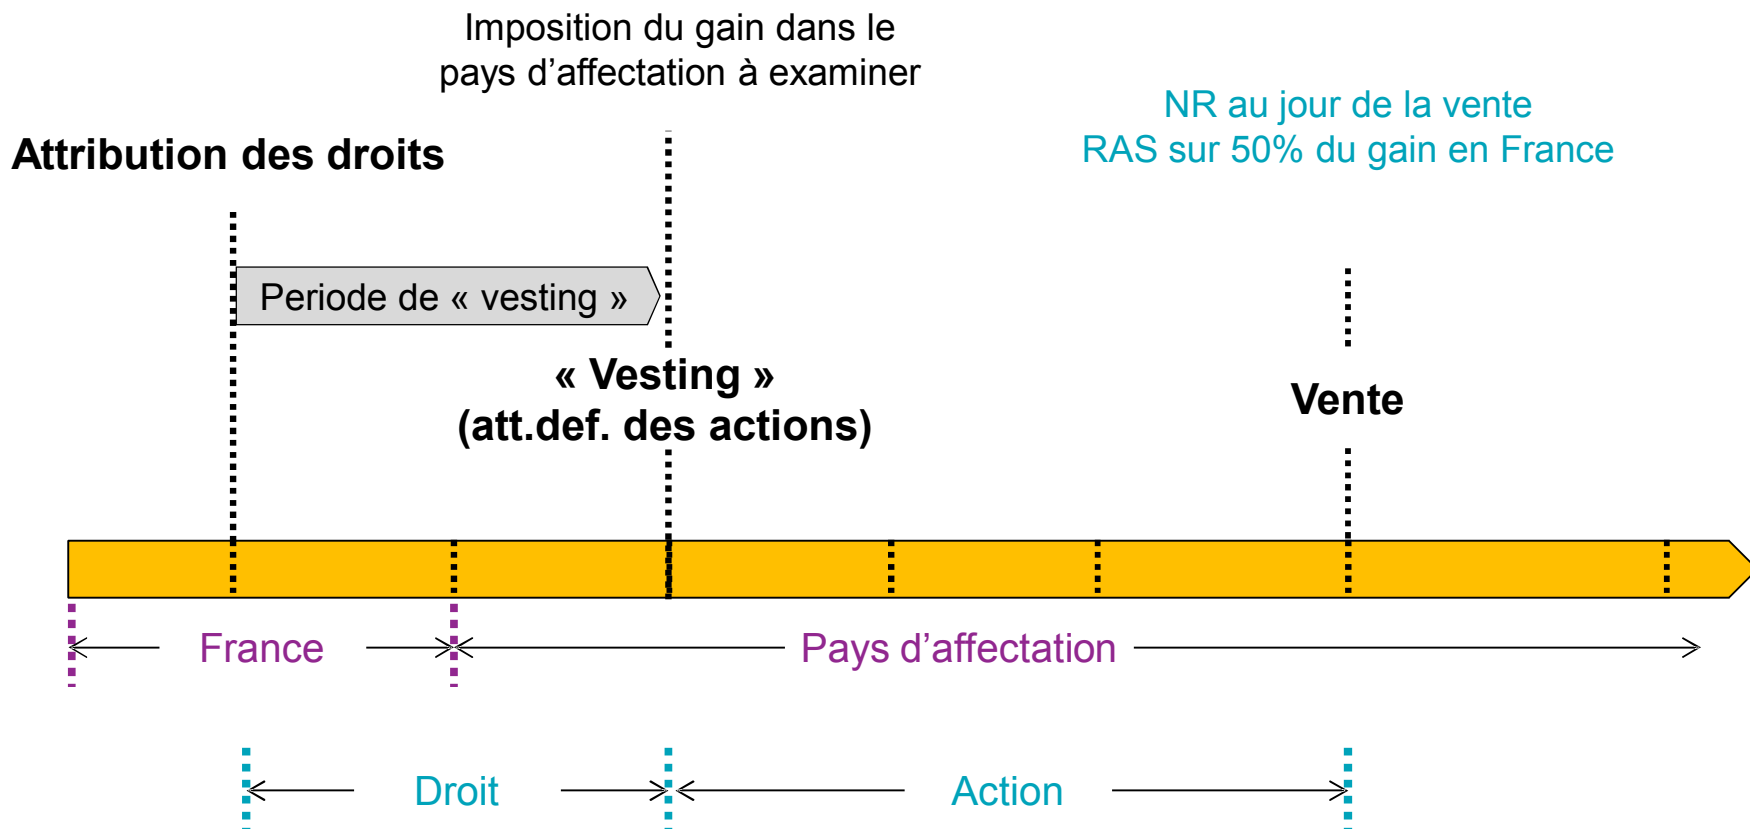 Imposition du gain dans le
pays d’affectation à examiner
NR au jour de la vente
RAS sur 50% du gain en France
Attribution des droits
Periode de « vesting »
« Vesting »
(att.def. des actions)
Vente
France
Pays d’affectation
Droit
Action